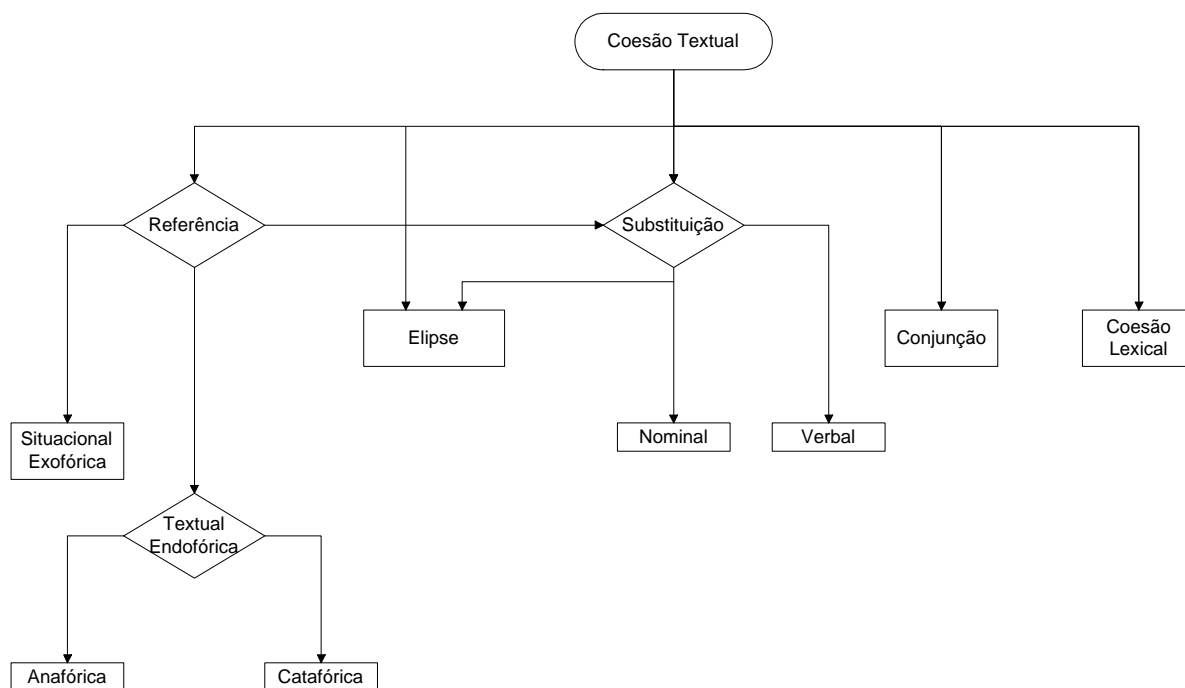 Coesão Textual
Referência
Substituição
Elipse
Conjunção
Coesão
Lexical
Situacional
Exofórica
Nominal
Verbal
Textual
Endofórica
Anafórica
Catafórica